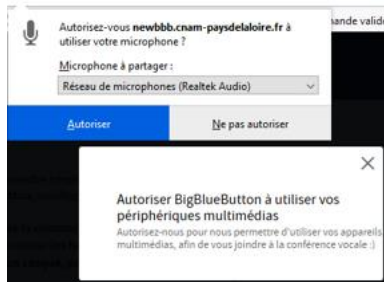 Autorisez-vous newbbb.cnam-paysdelaloire.fr à
utiliser votre microphone ?
ande valide
Microphone à partager :
Réseau de microphones (Realtek Audio)
Autoriser
Ne pas autoriser
Autoriser BigBlueButton à utiliser vos
périphériques multimédias
Autorisez-nous pour nous permettre d'utiliser vos appareils
multimédias, afin de vous joindre à la conférence vocale :)